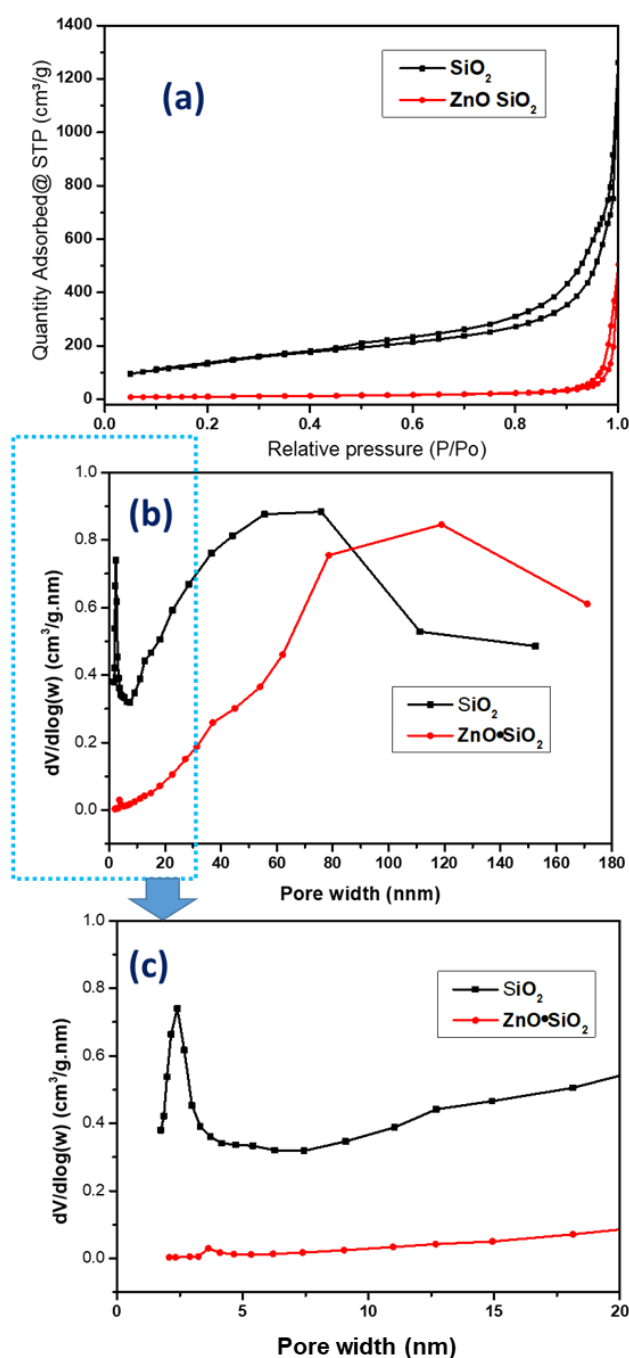 1400
1200
1000
800
600
400
200
0
Quantity Adsorbed@ STP (cm³/g)
(a)
SiO₂
ZnO SiO₂
0.0 0.2 0.4 0.6 0.8 1.0
Relative pressure (P/Po)
1.0
0.8
0.6
0.4
0.2
0.0
dV/dlog(w) (cm³/g.nm)
(b)
SiO₂
ZnO•SiO₂
0 20 40 60 80 100 120 140 160 180
Pore width (nnm)
1.0
0.8
0.6
0.4
0.2
0.0
dV/dlog(w) (cm³/g.nm)
(c)
SiO₂
ZnO•SiO₂
0 5 10 15 20
Pore width (nm)